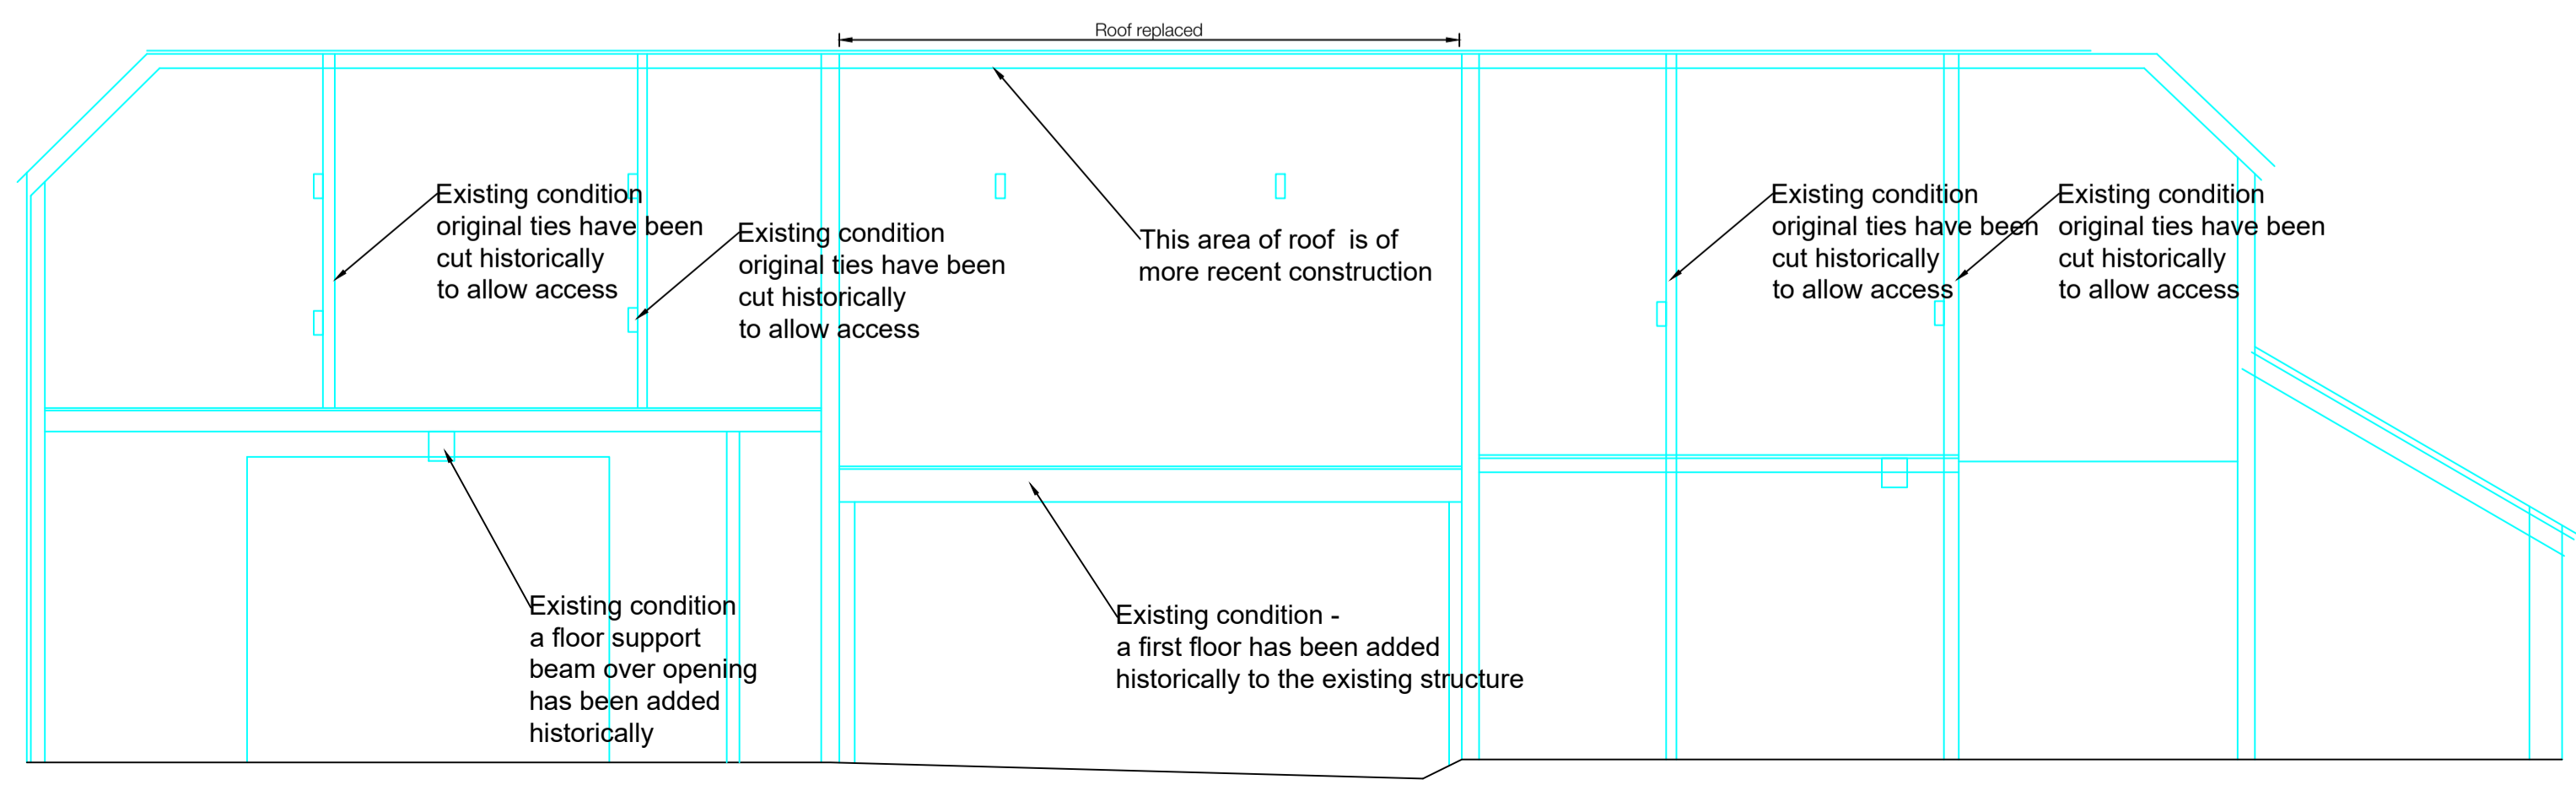 Roof replaced
Existing condition
original ties have been
cut historically
to allow access
Existing condition
original ties have been
cut historically
to allow access
This area of roof is of
more recent construction
Existing condition
original ties have been
cut historically
to allow access
Existing condition
original ties have been
cut historically
to allow access
Existing condition
a floor support
beam over opening
has been added
historically
Existing condition -
a first floor has been added
historically to the existing structure